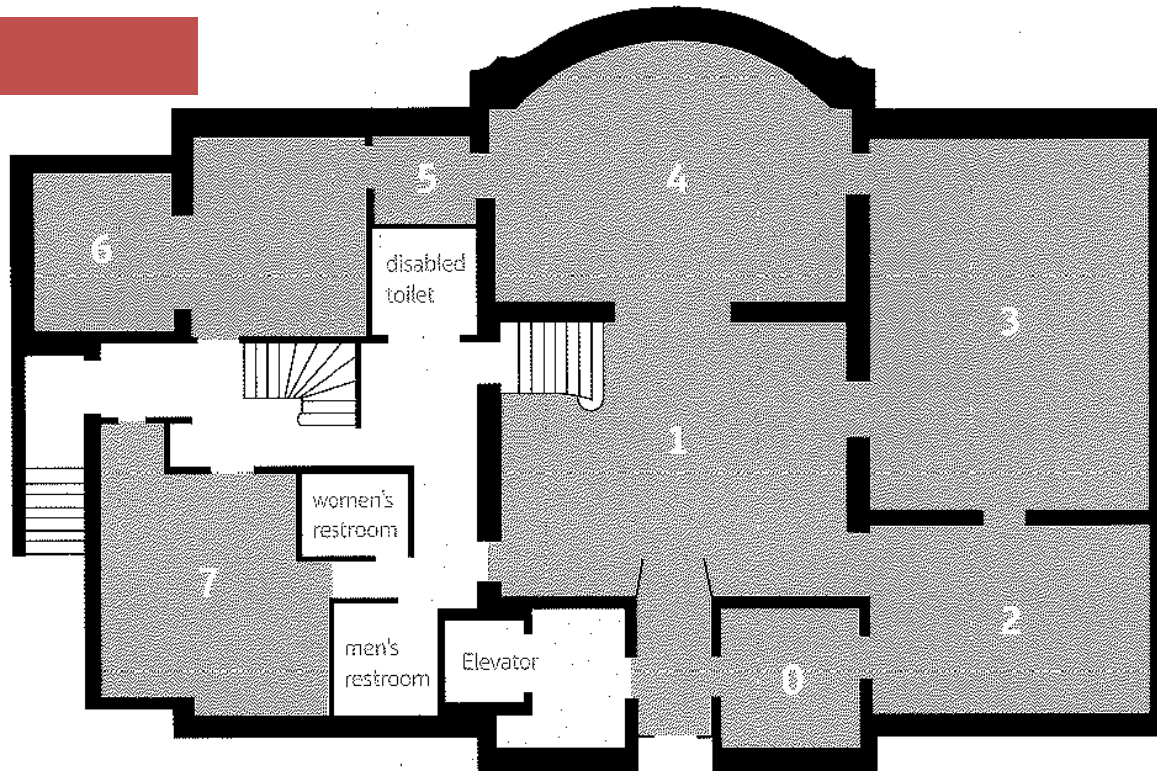 5
4
6
disabled
toilet
3
1
women's
restroom
7
2
men's
restroom
Elevator
0